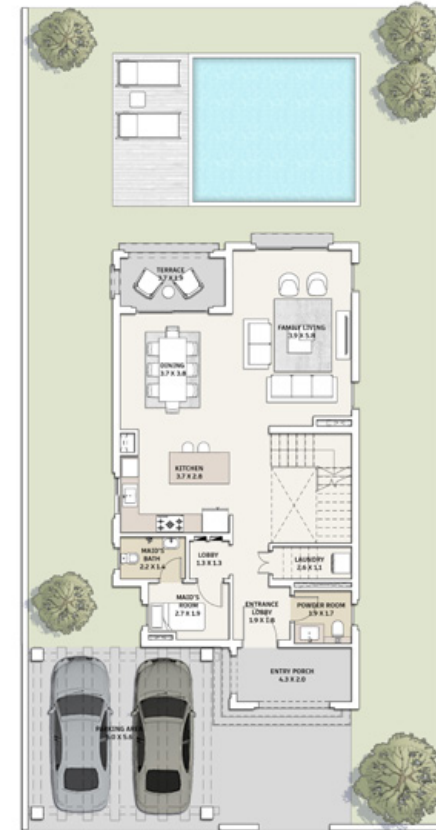 TERRACE
3.7 X 1.9
FAMILY LIVING
3.9 X 5.8
DINING
3.7 X 3.8
KITCHEN
3.7 X 2.8
MAID'S
BATH
2.2 X 1.4
LOBBY
1.3 X 1.3
LAUNDRY
2.6 X 1.1
MAID'S
ROOM
2.7 X 1.9
ENTRANCE
LOBBY
1.9 X 1.8
POWDER ROOM
1.9 X 1.7
ENTRY PORCH
4.3 X 2.0
PARKING AREA